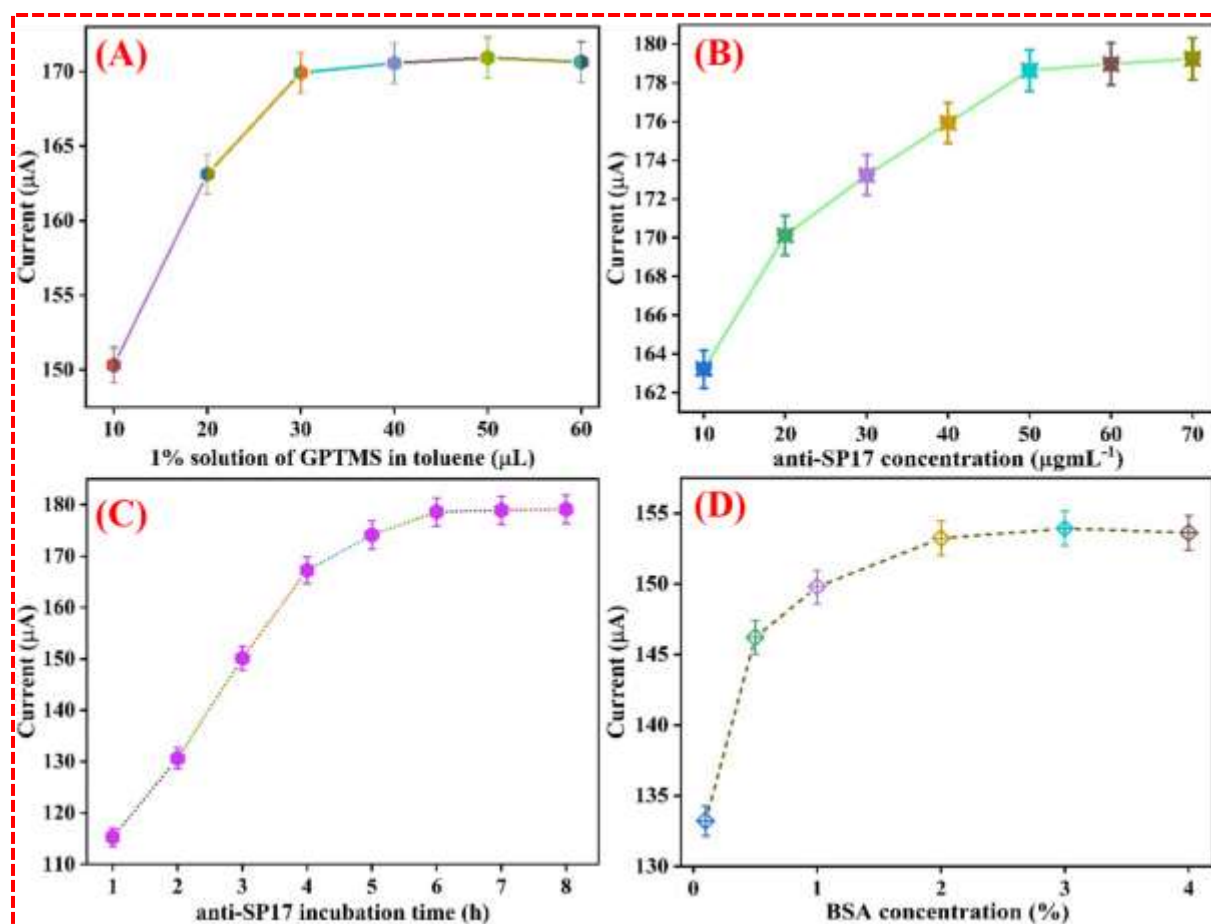 (A)
170
165
160
155
150
Current (µA)
10 20 30 40 50 60
1% solution of GPTMS in toluene (µL)
(B)
180
178
176
174
172
170
168
166
164
162
Current (µA)
10 20 30 40 50 60 70
anti-SP17 concentration (µgmL⁻¹)
(C)
180
170
160
150
140
130
120
110
Current (µA)
1 2 3 4 5 6 7 8
anti-SP17 incubation time (h)
(D)
155
150
145
140
135
130
Current (µA)
0 1 2 3 4
BSA concentration (%)